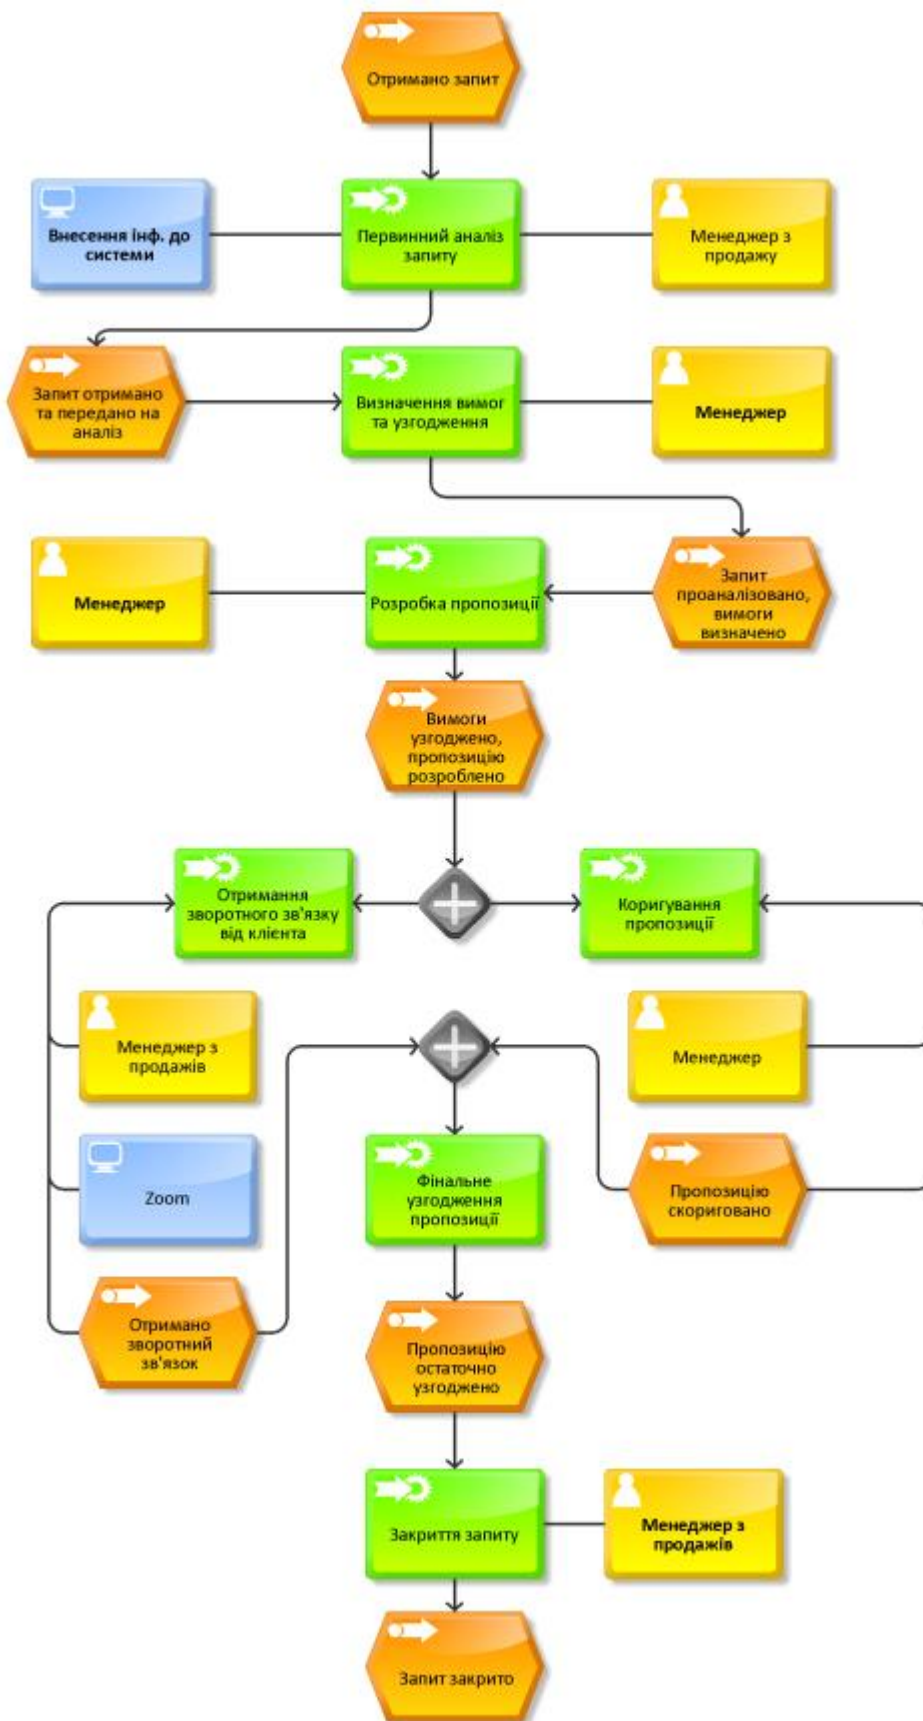 Отримано запит
Внесення інф. до
системи
Первинний аналіз
запиту
Менеджер з
продажу
Запит отримано
та передано на
аналіз
Визначення вимог
та узгодження
Менеджер
Менеджер
Розробка пропозиції
Запит
проаналізовано,
вимоги
визначено
Вимоги
узгоджено,
пропозицію
розроблено
Отримання
зворотного зв'язку
від клієнта
Коригування
пропозиції
Менеджер з
продажів
Менеджер
Zoom
Фінальне
узгодження
пропозиції
Пропозицію
скориговано
Отримано
зворотний
зв'язок
Пропозицію
остаточно
узгоджено
Закриття запиту
Менеджер з
продажів
Запит закрито